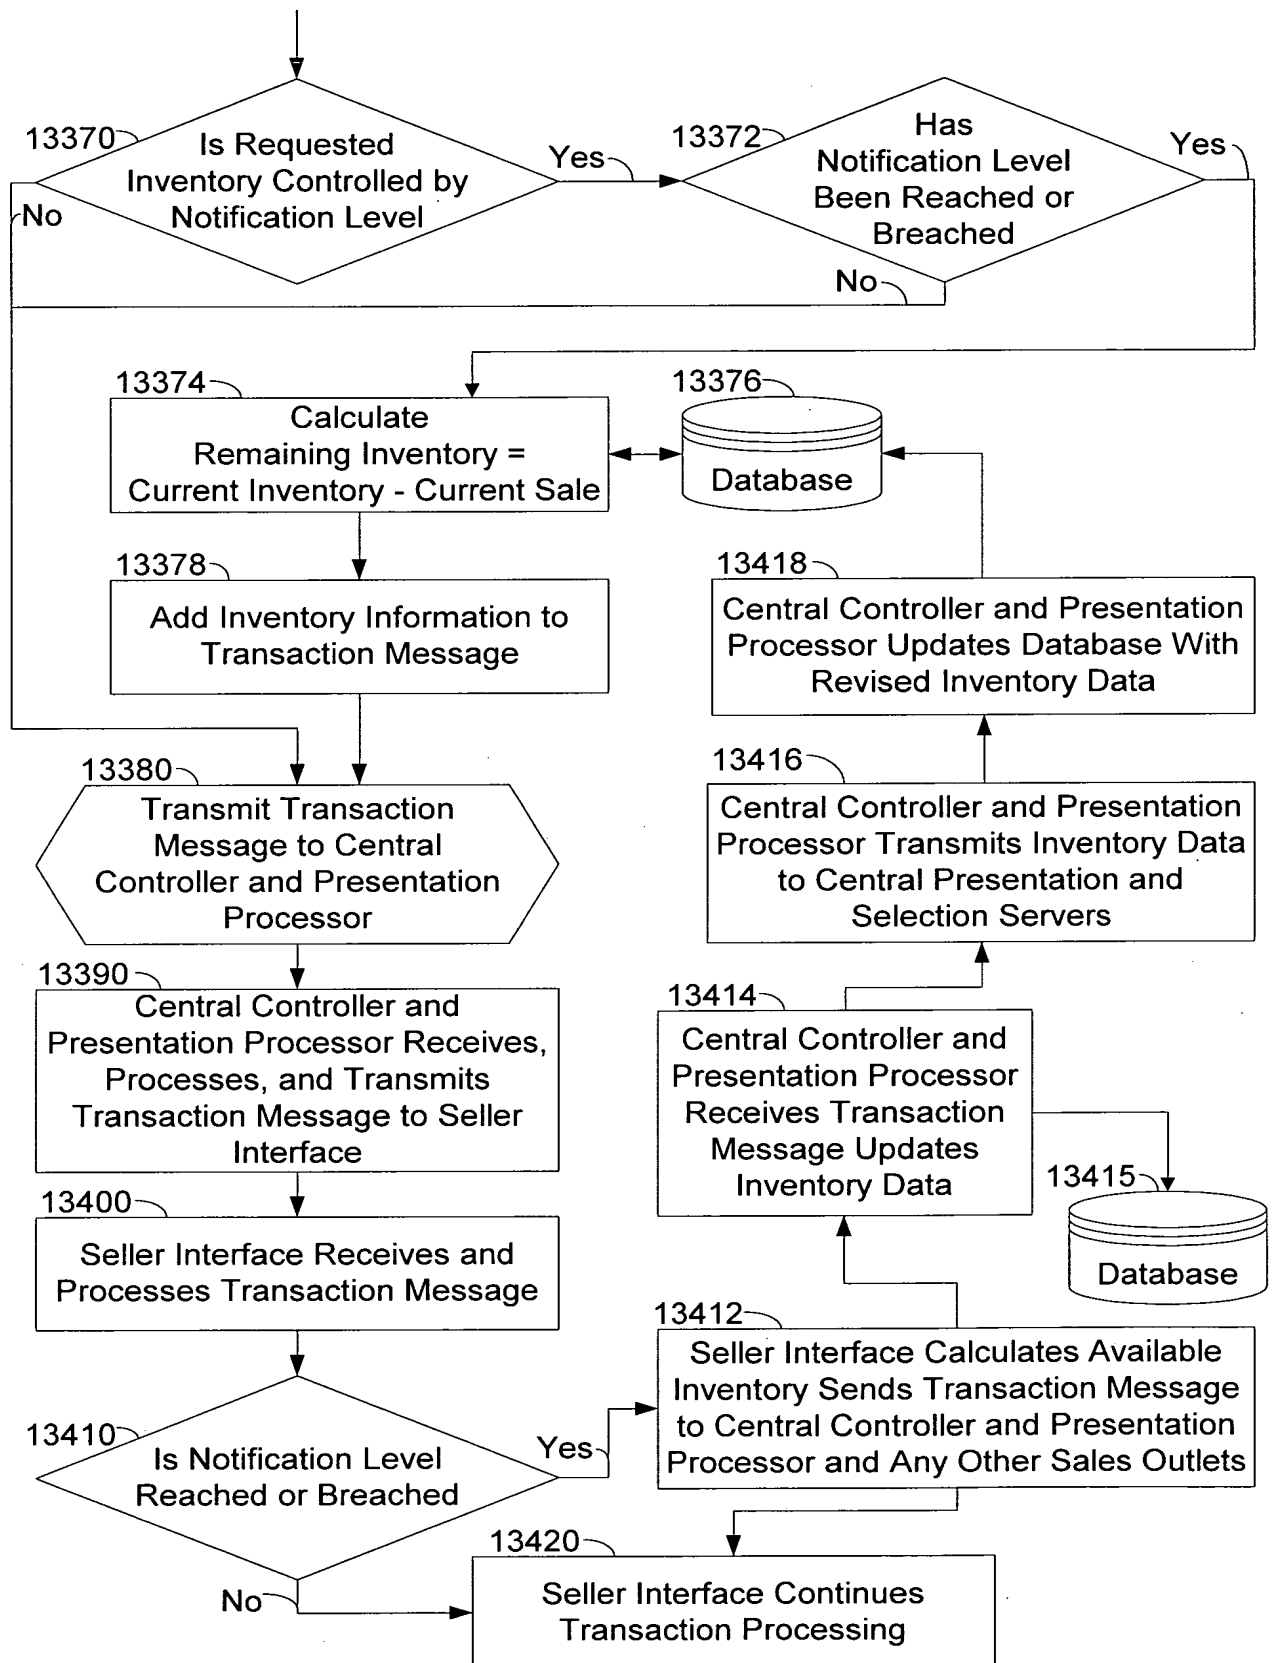 13370
Is Requested
Inventory Controlled by
Notification Level
Yes
No
13372
Has
Notification Level
Been Reached or
Breached
Yes
No
13374
Calculate
Remaining Inventory =
Current Inventory - Current Sale
13376
Database
13378
Add Inventory Information to
Transaction Message
13418
Central Controller and Presentation
Processor Updates Database With
Revised Inventory Data
13380
Transmit Transaction
Message to Central
Controller and Presentation
Processor
13416
Central Controller and Presentation
Processor Transmits Inventory Data
to Central Presentation and
Selection Servers
13390
Central Controller and
Presentation Processor Receives,
Processes, and Transmits
Transaction Message to Seller
Interface
13414
Central Controller and
Presentation Processor
Receives Transaction
Message Updates
Inventory Data
13415
Database
13400
Seller Interface Receives and
Processes Transaction Message
13412
Seller Interface Calculates Available
Inventory Sends Transaction Message
to Central Controller and Presentation
Processor and Any Other Sales Outlets
13410
Is Notification Level
Reached or Breached
Yes
No
13420
Seller Interface Continues
Transaction Processing